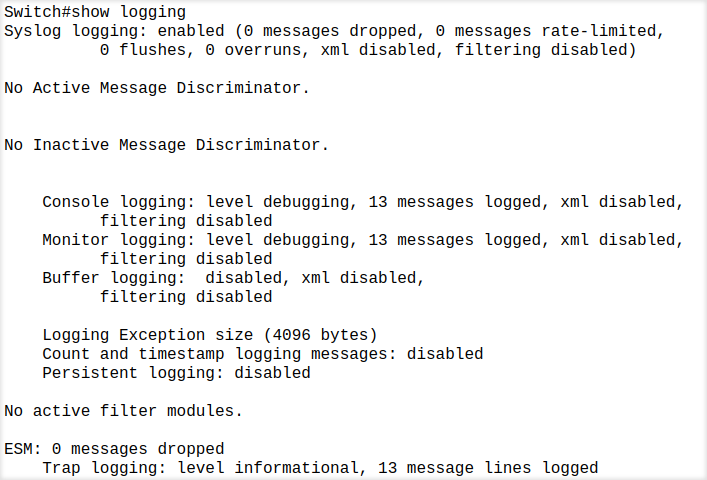 Switch#show logging
Syslog logging: enabled (0 messages dropped, 0 messages rate-limited,
          0 flushes, 0 overruns, xml disabled, filtering disabled)
No Active Message Discriminator.
No Inactive Message Discriminator.
    Console logging: level debugging, 13 messages logged, xml disabled,
          filtering disabled
    Monitor logging: level debugging, 13 messages logged, xml disabled,
          filtering disabled
    Buffer logging:  disabled, xml disabled,
          filtering disabled
    Logging Exception size (4096 bytes)
    Count and timestamp logging messages: disabled
    Persistent logging: disabled
No active filter modules.
ESM: 0 messages dropped
    Trap logging: level informational, 13 message lines logged